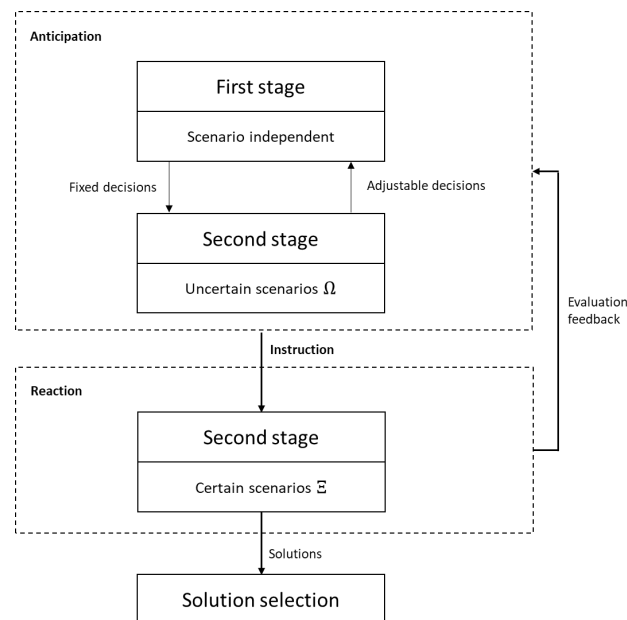 Anticipation
First stage
Scenario independent
Fixed decisions
Adjustable decisions
Second stage
Uncertain scenarios Ω
Evaluation
feedback
Instruction
Reaction
Second stage
Certain scenarios Ξ
Solutions
Solution selection